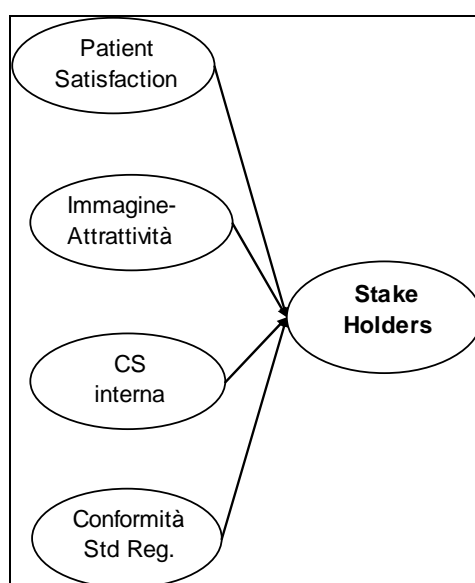 Patient
Satisfaction
Immagine-
Attrattività
Stake
Holders
CS
interna
Conformità
Std Reg.